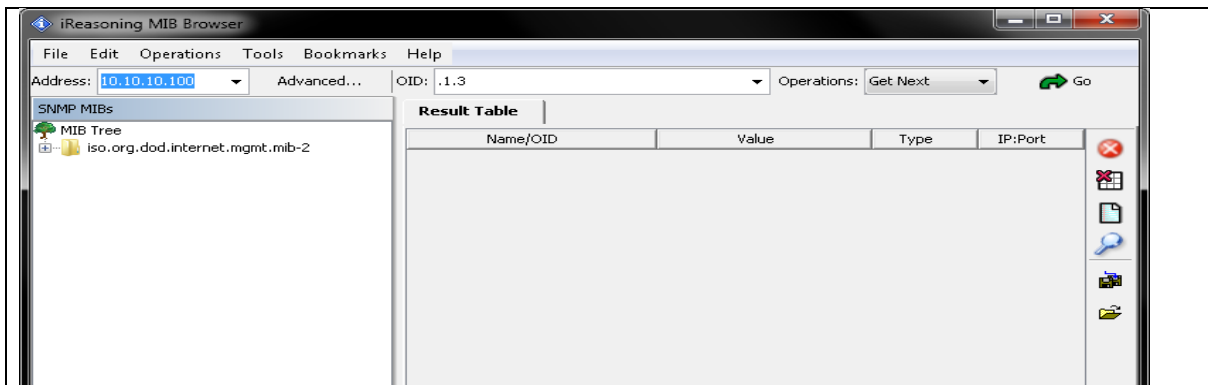 iReasoning MIB Browser
File Edit Operations Tools Bookmarks Help
Address: 10.10.10.100 Advanced... OID: .1.3 Operations: Get Next Go
SNMP MIBs
Result Table
MIB Tree
Name/OID Value Type IP:Port
iso.org.dod.internet.mgmt.mib-2